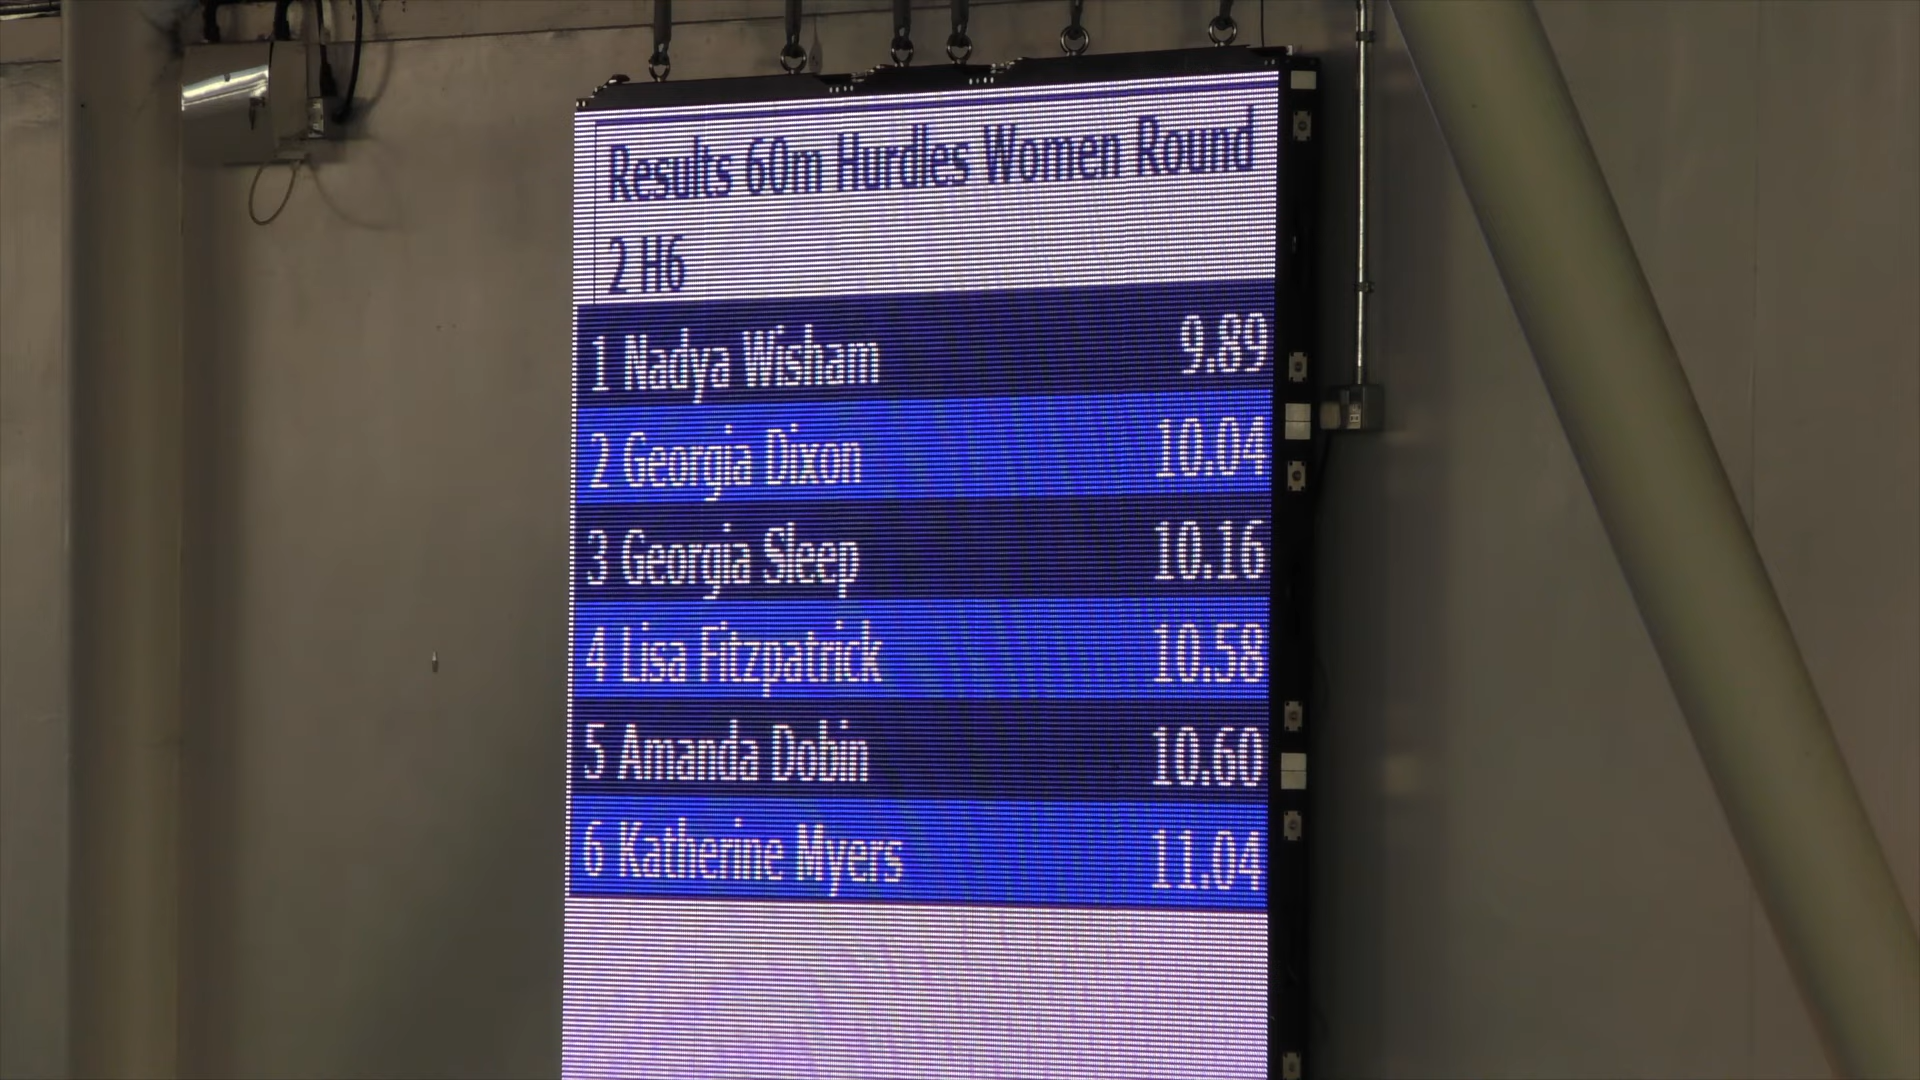 Results 60m Hurdles Women Round
2 H6
1 Nadya Wisham 9.89
2 Georgia Dixon 10.04
3 Georgia Sleep 10.16
4 Lisa Fitzpatrick 10.58
5 Amanda Dobin 10.60
6 Katherine Myers 11.04